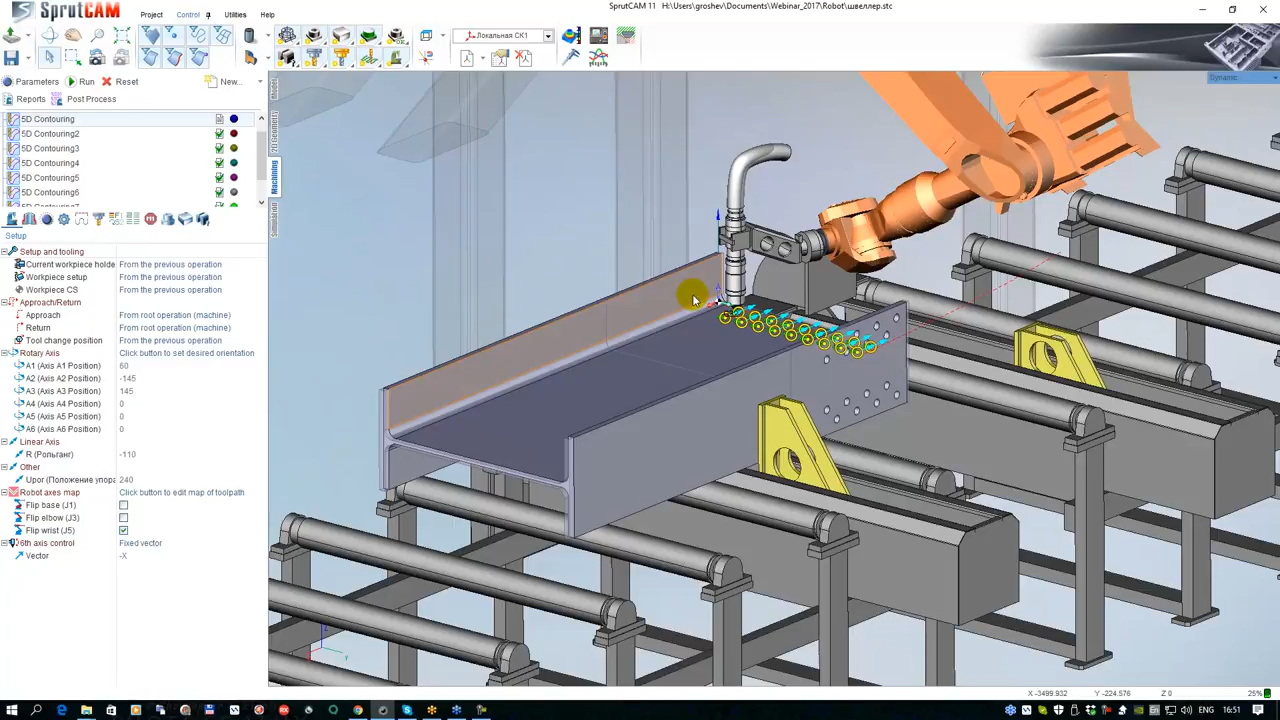 SprutCAM
Project
Control
Utilities
Help
SprutCAM 11 H:\Users\groshev\Documents\Webinar_2017\Robot\швеллер.stc
Локальная СК1
Parameters
Run
Reset
New...
Reports
Post Process
Dynamic
5D Contouring
5D Contouring2
5D Contouring3
5D Contouring4
5D Contouring5
5D Contouring6
Machining
2D Geometry
Model
Simulation
Setup
Setup and tooling
Current workpiece holde From the previous operation
Workpiece setup From the previous operation
Workpiece CS From the previous operation
Approach/Return
Approach From root operation (machine)
Return From root operation (machine)
Tool change position From the previous operation
Rotary Axis Click button to set desired orientation
A1 (Axis A1 Position) 60
A2 (Axis A2 Position) -145
A3 (Axis A3 Position) 145
A4 (Axis A4 Position) 0
A5 (Axis A5 Position) 0
A6 (Axis A6 Position) 0
Linear Axis
R (Рольганг) -110
Other
Upor (Положение упора 240
Robot axes map Click button to edit map of toolpath
Flip base (J1)
Flip elbow (J3)
Flip wrist (J5)
6th axis control Fixed vector
Vector -X
X -3499.932 Y -224.576 Z 0 25%
ENG 16:51